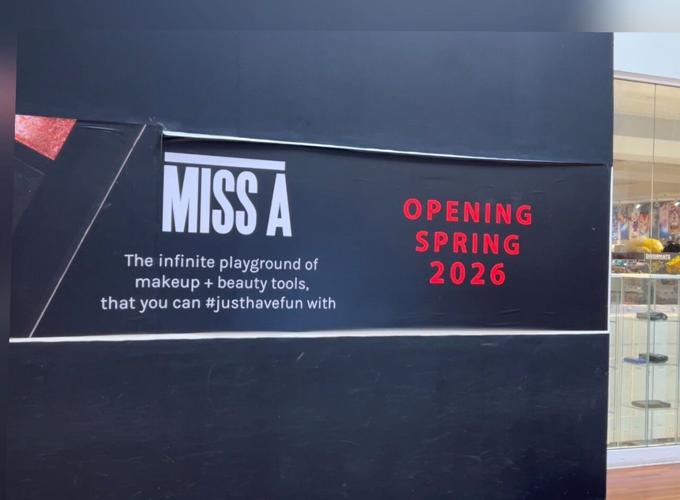 MISS A
The infinite playground of
makeup + beauty tools,
that you can #justhavefun with
OPENING
SPRING
2026